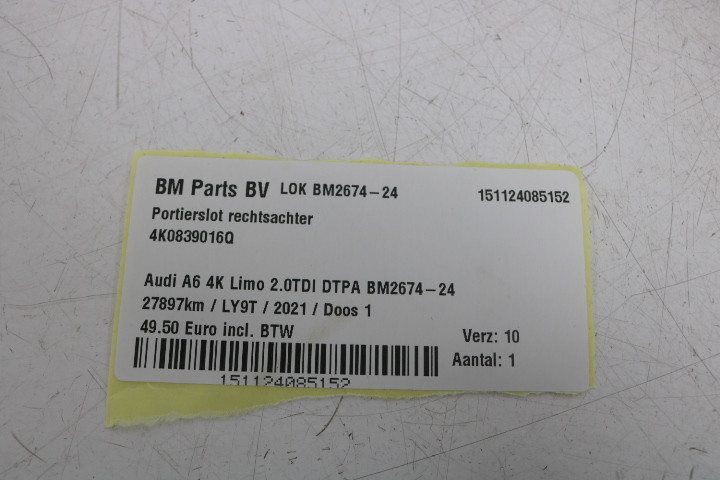 BM Parts BV LOK BM2674-24 151124085152
Portierslot rechtsachter
4K0839016Q
Audi A6 4K Limo 2.0TDI DTPA BM2674-24
27897km / LY9T / 2021 / Doos 1
49.50 Euro incl. BTW Verz: 10
Aantal: 1
151124085152